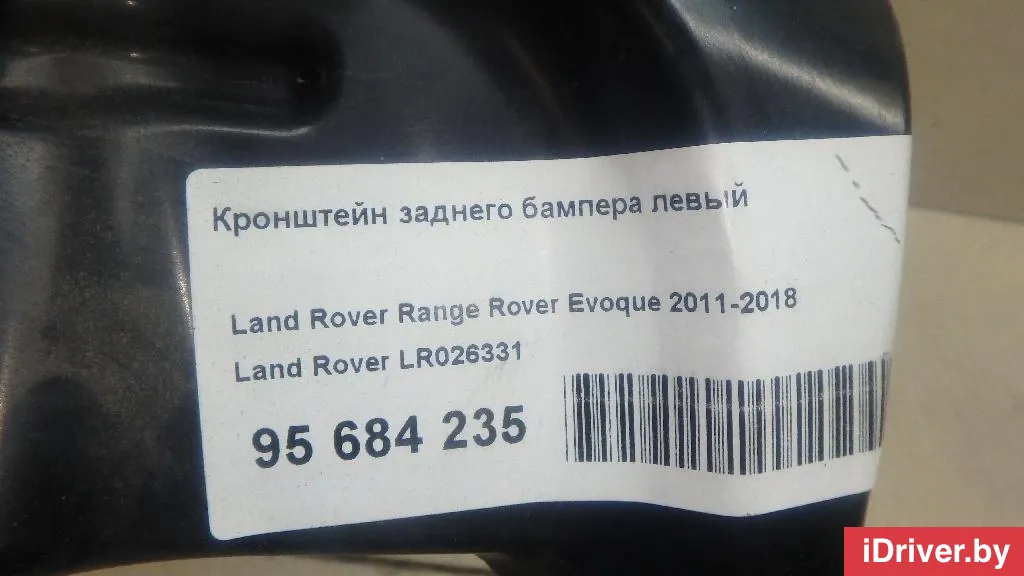 Кронштейн заднего бампера левый
Land Rover Range Rover Evoque 2011-2018
Land Rover LR026331
95 684 235
iDriver.by